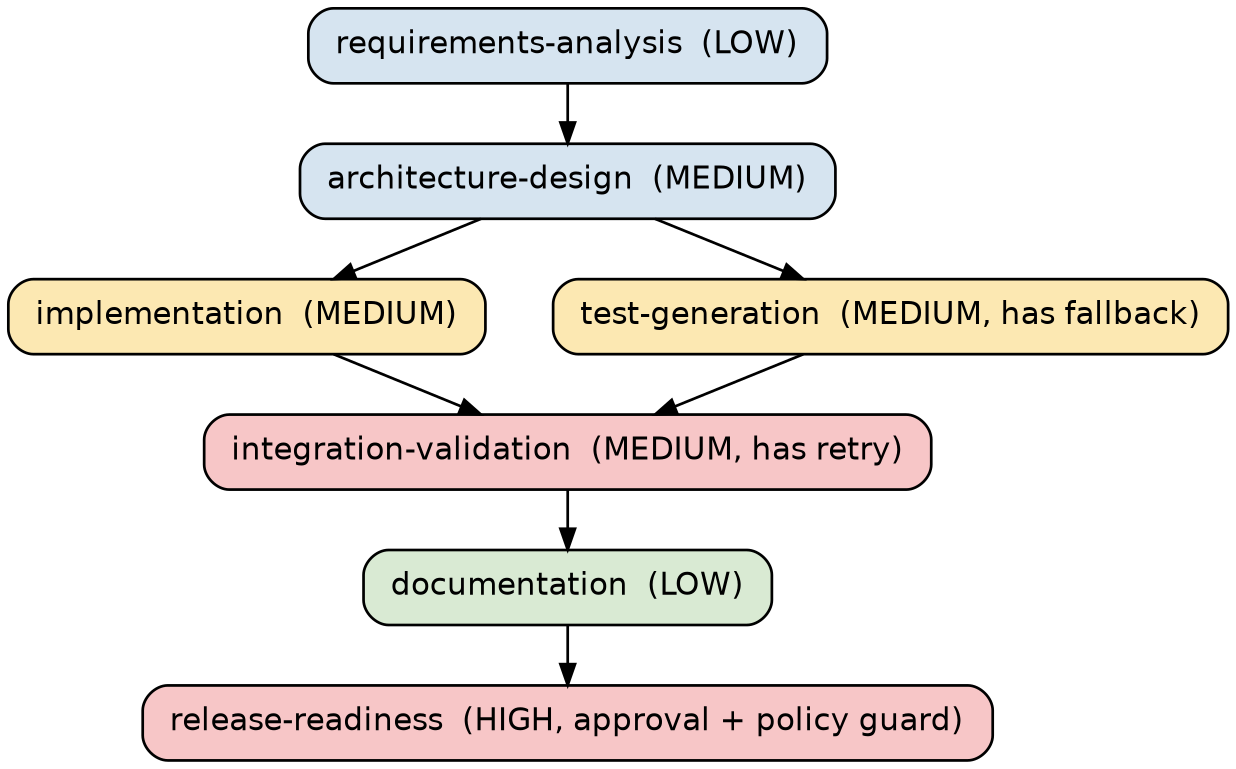 requirements-analysis (LOW)
architecture-design (MEDIUM)
implementation (MEDIUM)
test-generation (MEDIUM, has fallback)
integration-validation (MEDIUM, has retry)
documentation (LOW)
release-readiness (HIGH, approval + policy guard)